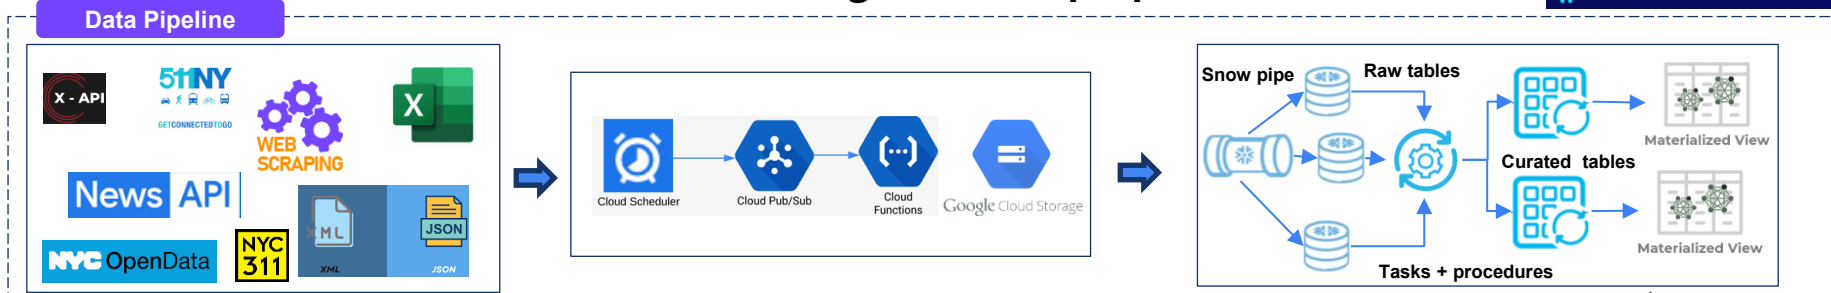 Data Pipeline
X - API
511NY
GETCONNECTEDTOGO
WEB
SCRAPING
X
News API
NYC OpenData
NYC
311
XML
XML
JSON
JSON
Cloud Scheduler
Cloud Pub/Sub
Cloud
Functions
Google Cloud Storage
Snow pipe
Raw tables
Materialized View
Curated tables
Materialized View
Tasks + procedures